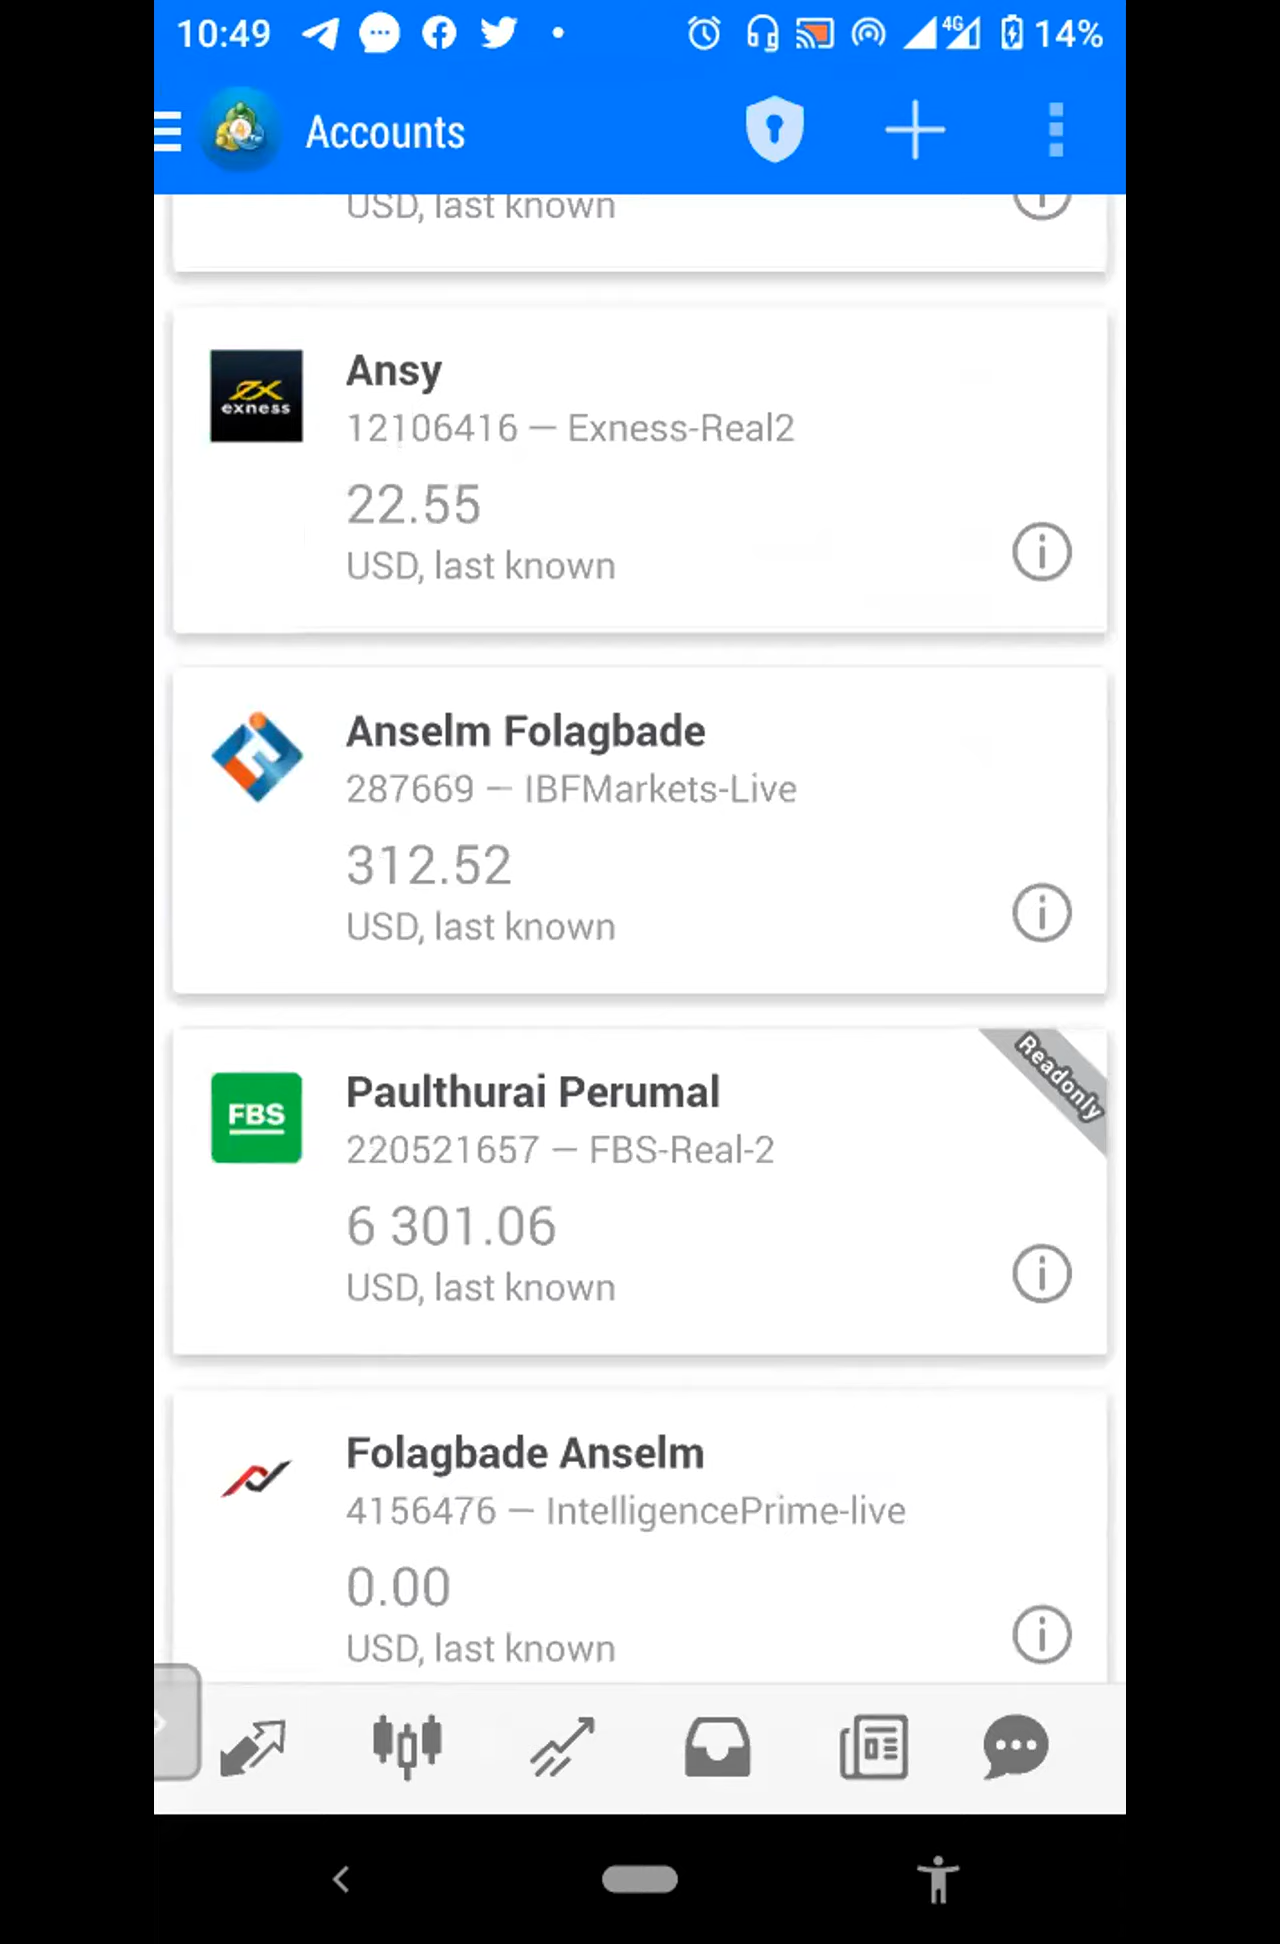 10:49
4G
14%
Accounts
USD, last known
exness
Ansy
12106416 — Exness-Real2
22.55
USD, last known
Anselm Folagbade
287669 — IBFMarkets-Live
312.52
USD, last known
Readonly
FBS
Paulthurai Perumal
220521657 — FBS-Real-2
6 301.06
USD, last known
Folagbade Anselm
4156476 — IntelligencePrime-live
0.00
USD, last known